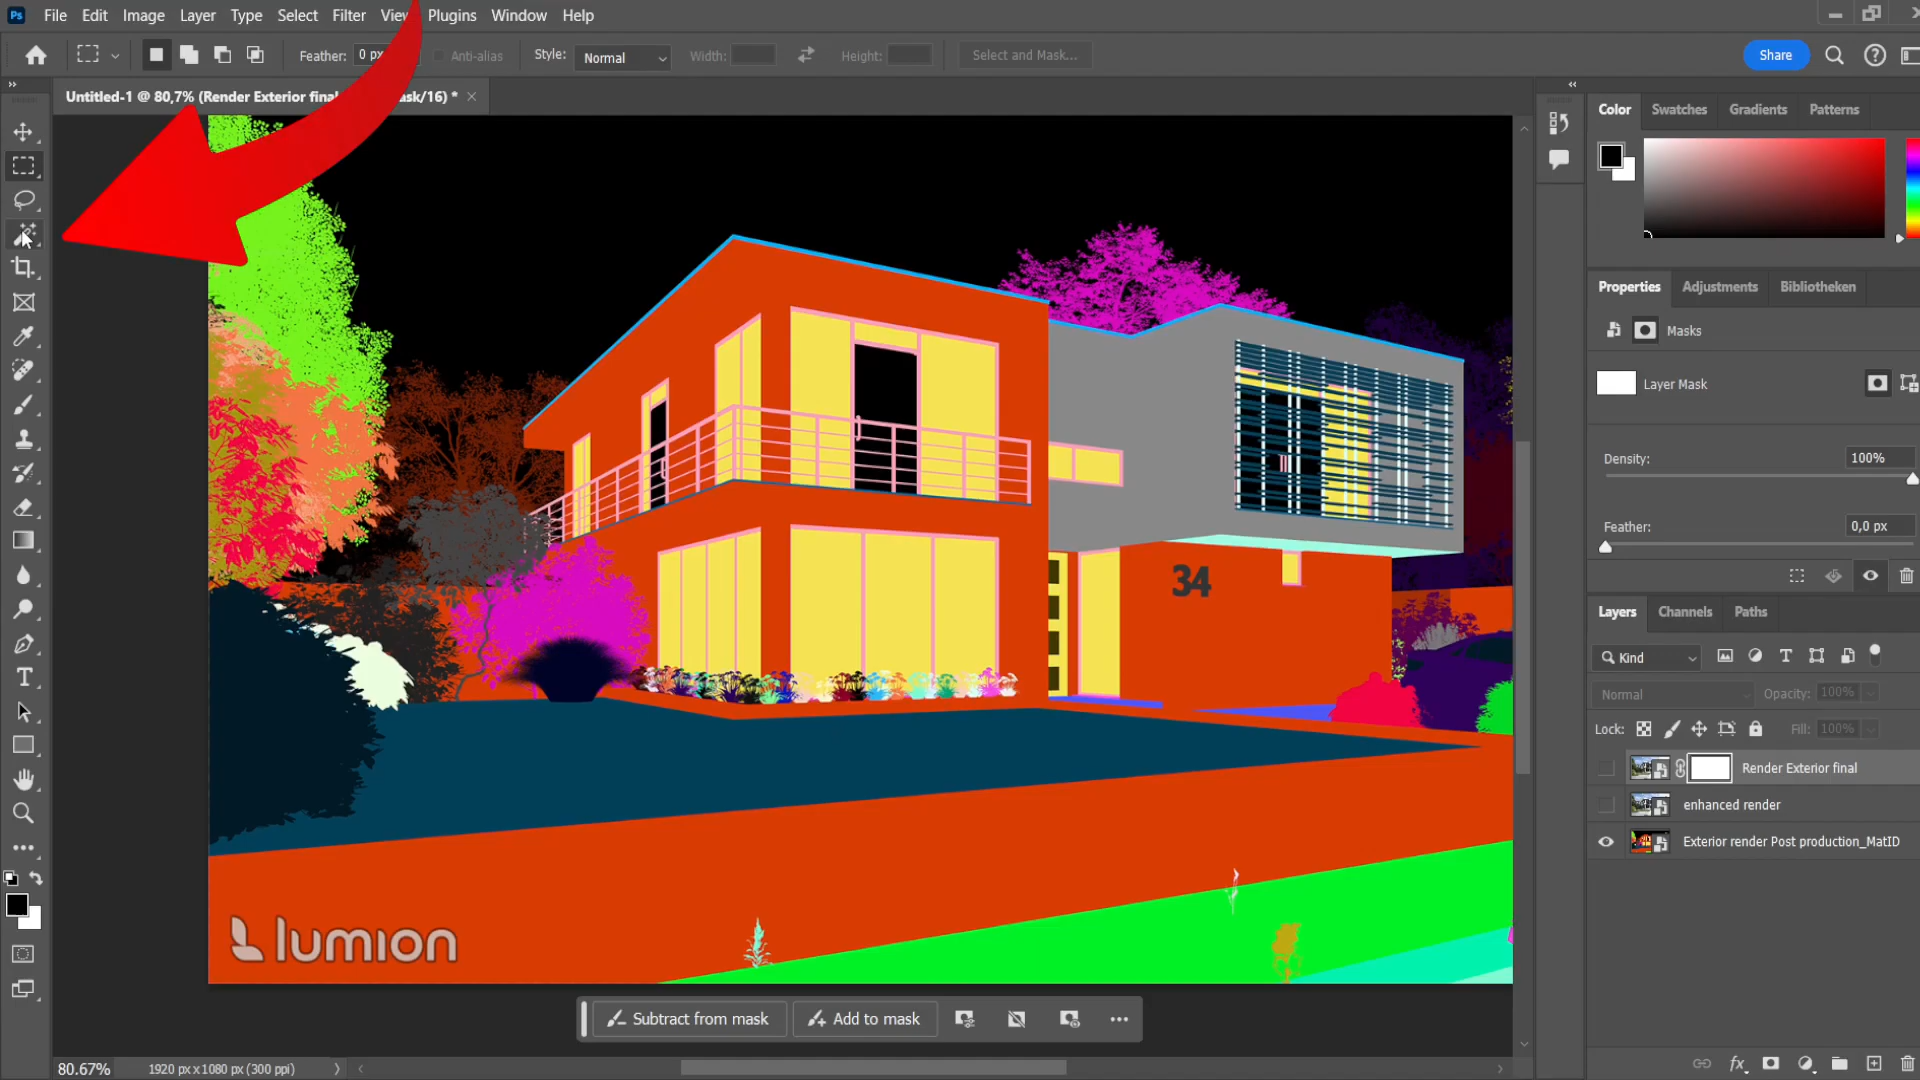 File Edit Image Layer Type Select Filter View Plugins Window Help
Feather: 0 px Anti-alias Style: Normal Width: Height: Select and Mask... Share
Untitled-1 @ 80,7% (Render Exterior final ask/16) *
Color Swatches Gradients Patterns
Properties Adjustments Bibliotheken
Masks
Layer Mask
Density: 100%
Feather: 0,0 px
Layers Channels Paths
Kind
Normal Opacity: 100%
Lock: Fill: 100%
Render Exterior final
enhanced render
Exterior render Post production_MatID
34
lumion
Subtract from mask Add to mask
80.67% 1920 px x 1080 px (300 ppi)
Ps